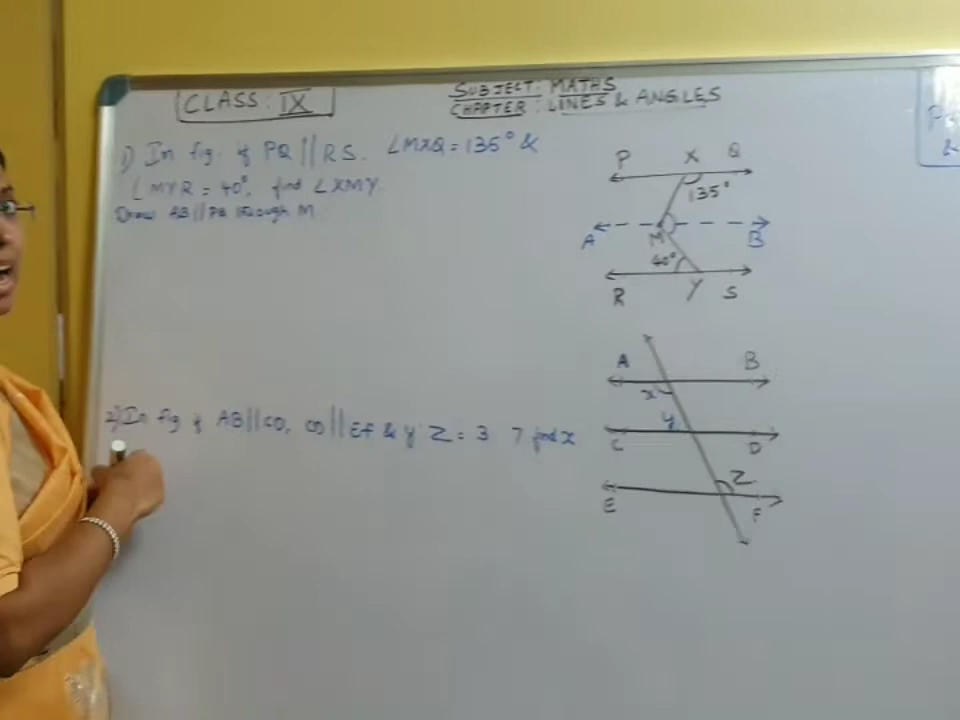 CLASS: IX
SUBJECT: MATHS
CHAPTER: LINES & ANGLES
1) In fig. if PQ || RS. ∠MXQ = 135° &
∠MYR = 40°, find ∠XMY.
Draw AB || PQ through M
P X Q
135°
A M B
40°
R Y S
2) In fig if AB || CD, CD || EF & y Z = 3 7 find x
A B
x
y
C D
Z
E F
&